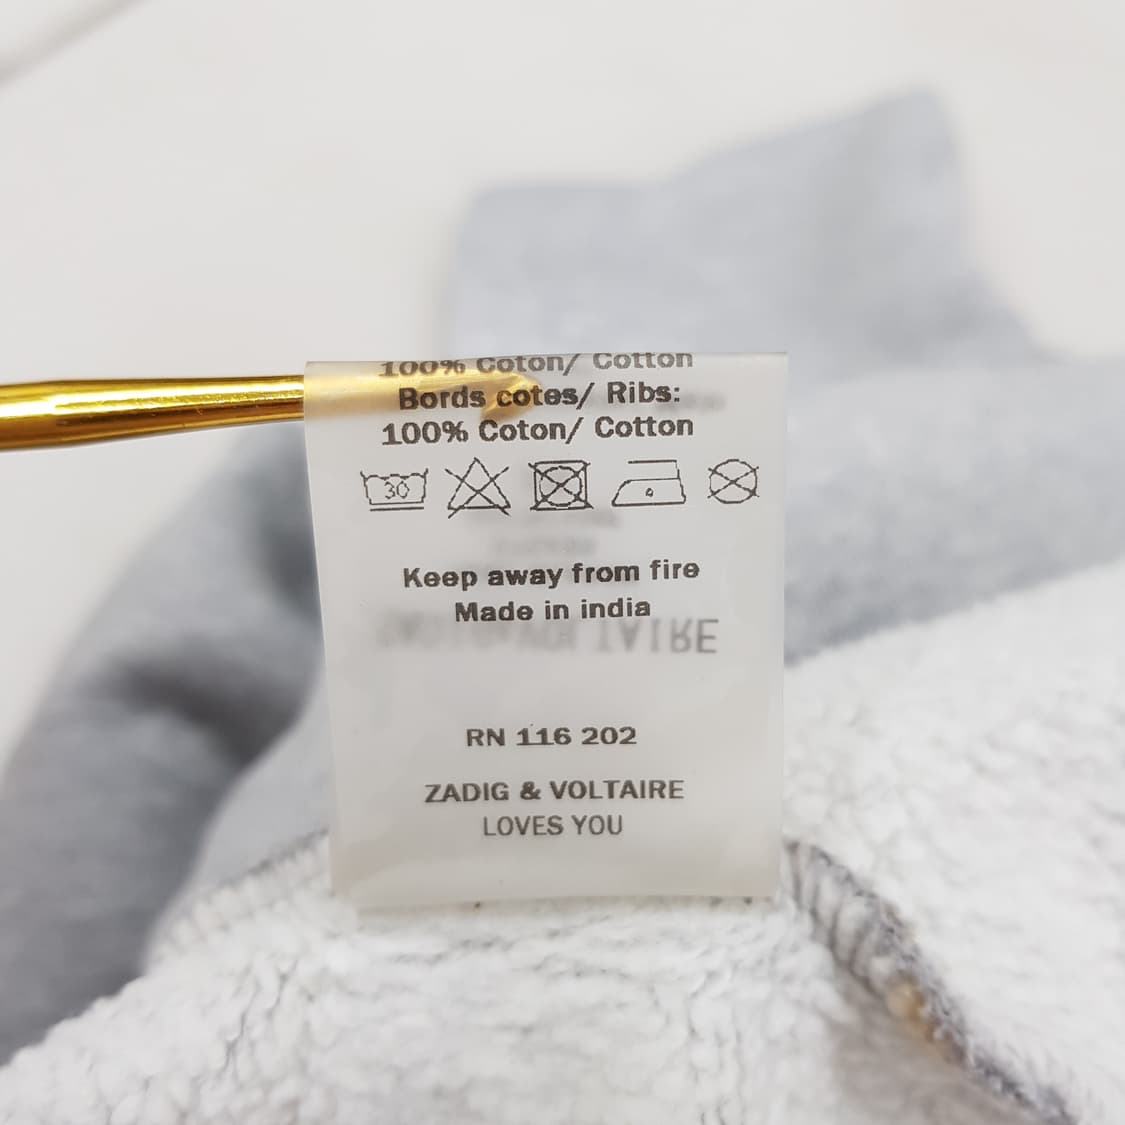 100% Coton/ Cotton
Bords cotes/ Ribs:
100% Coton/ Cotton
30
Keep away from fire
Made in india
RN 116 202
ZADIG & VOLTAIRE
LOVES YOU